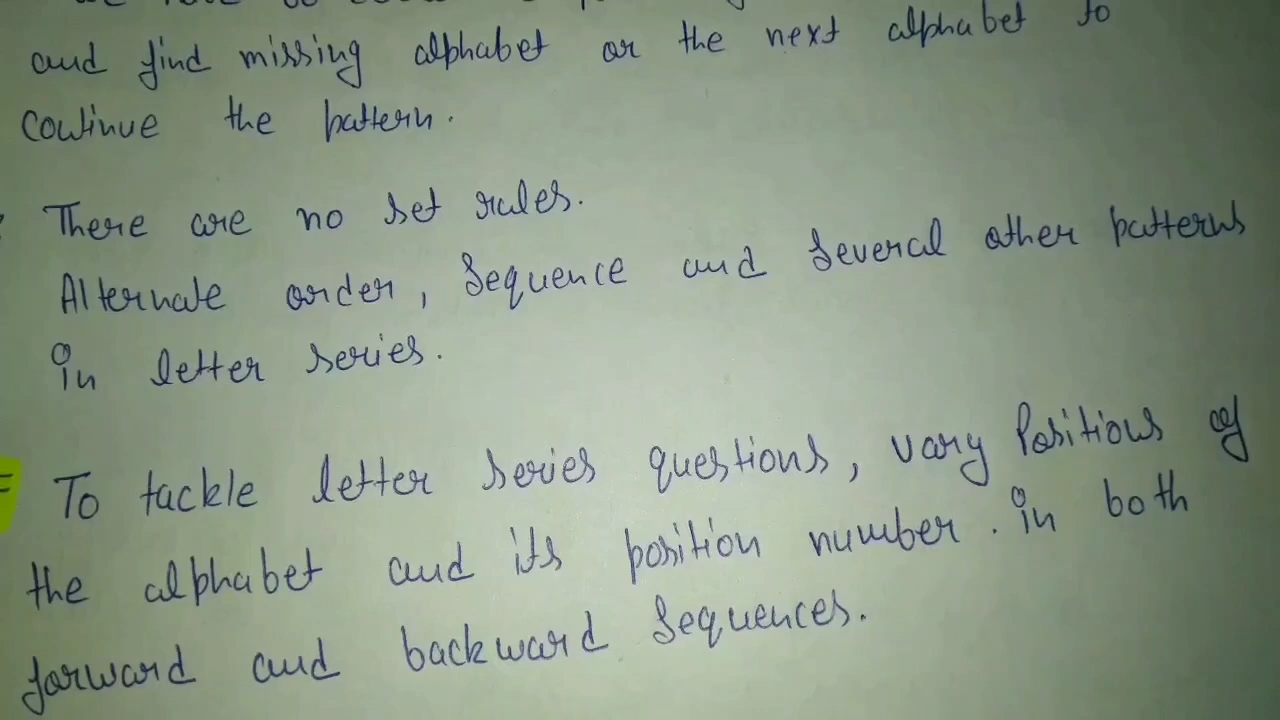 and find missing alphabet or the next alphabet to
continue the pattern.
There are no set rules.
Alternate order, Sequence and Several other patterns
in letter series.
To tackle letter series questions, vary Positions of
the alphabet and its position number. in both
forward and backward Sequences.